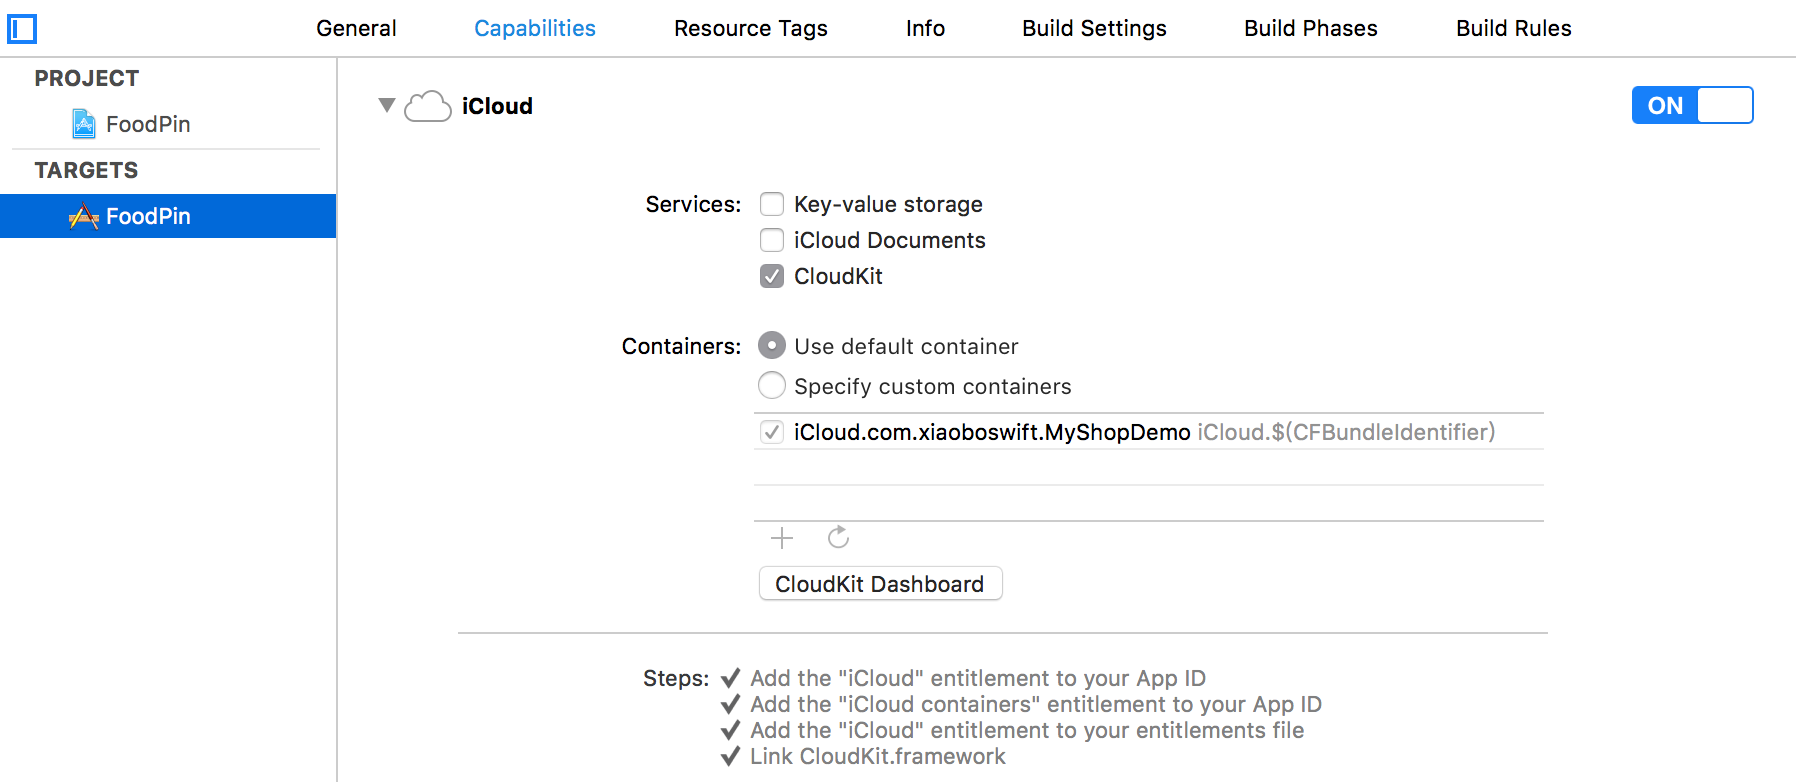 General Capabilities Resource Tags Info Build Settings Build Phases Build Rules
PROJECT
FoodPin
TARGETS
FoodPin
iCloud
ON
Services: Key-value storage
iCloud Documents
CloudKit
Containers: Use default container
Specify custom containers
iCloud.com.xiaoboswift.MyShopDemo iCloud.$(CFBundleIdentifier)
CloudKit Dashboard
Steps: Add the "iCloud" entitlement to your App ID
Add the "iCloud containers" entitlement to your App ID
Add the "iCloud" entitlement to your entitlements file
Link CloudKit.framework